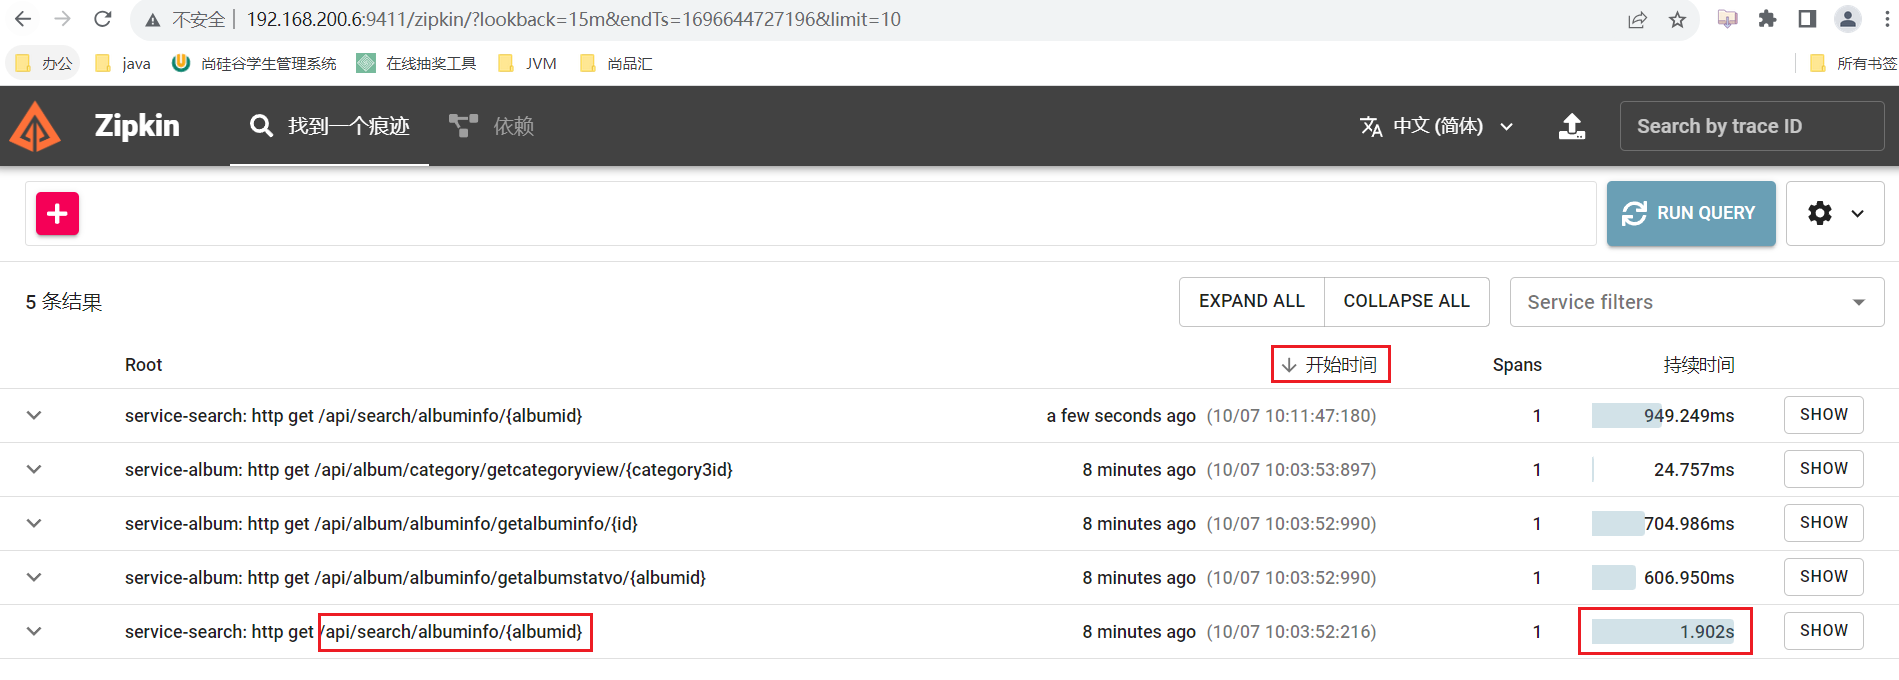 不安全 192.168.200.6:9411/zipkin/?lookback=15m&endTs=1696644727196&limit=10
办公 java 尚硅谷学生管理系统 在线抽奖工具 JVM 尚品汇 所有书签
Zipkin 找到一个痕迹 依赖 中文 (简体) Search by trace ID
RUN QUERY
5 条结果 EXPAND ALL COLLAPSE ALL Service filters
Root 开始时间 Spans 持续时间
service-search: http get /api/search/albuminfo/{albumid} a few seconds ago (10/07 10:11:47:180) 1 949.249ms SHOW
service-album: http get /api/album/category/getcategoryview/{category3id} 8 minutes ago (10/07 10:03:53:897) 1 24.757ms SHOW
service-album: http get /api/album/albuminfo/getalbuminfo/{id} 8 minutes ago (10/07 10:03:52:990) 1 704.986ms SHOW
service-album: http get /api/album/albuminfo/getalbumstatvo/{albumid} 8 minutes ago (10/07 10:03:52:990) 1 606.950ms SHOW
service-search: http get /api/search/albuminfo/{albumid} 8 minutes ago (10/07 10:03:52:216) 1 1.902s SHOW